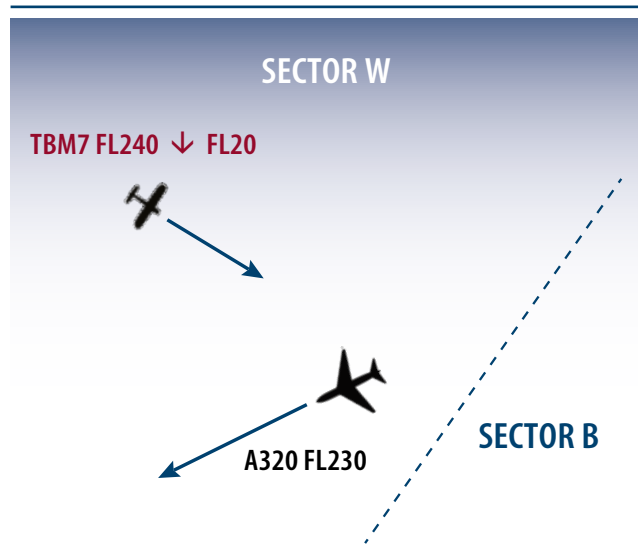 SECTOR W
TBM7 FL240 ↓ FL20
A320 FL230
SECTOR B